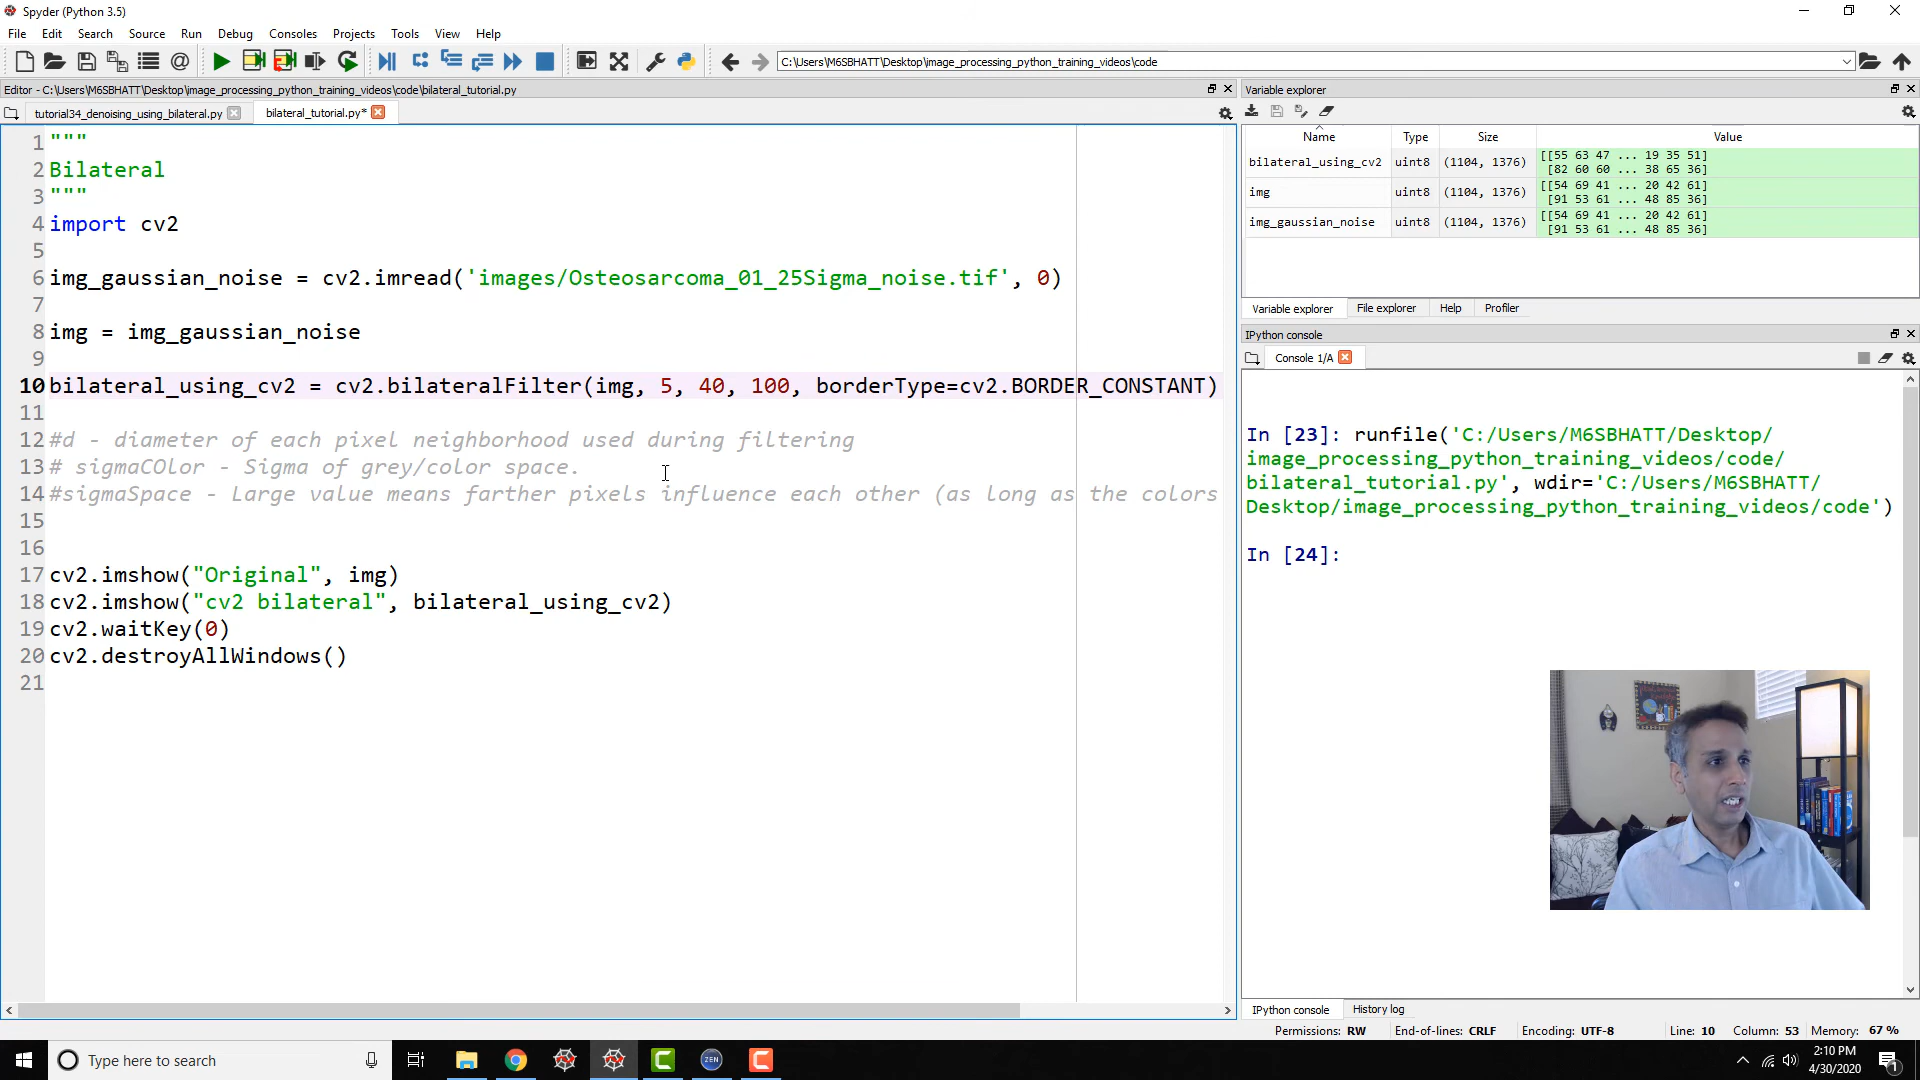 Spyder (Python 3.5)
File Edit Search Source Run Debug Consoles Projects Tools View Help
C:\Users\M6SBHATT\Desktop\image_processing_python_training_videos\code
Editor - C:\Users\M6SBHATT\Desktop\image_processing_python_training_videos\code\bilateral_tutorial.py
tutorial34_denoising_using_bilateral.py
bilateral_tutorial.py*
1 """
2 Bilateral
3 """
4 import cv2
5
6 img_gaussian_noise = cv2.imread('images/Osteosarcoma_01_25Sigma_noise.tif', 0)
7
8 img = img_gaussian_noise
9
10 bilateral_using_cv2 = cv2.bilateralFilter(img, 5, 40, 100, borderType=cv2.BORDER_CONSTANT)
11
12 #d - diameter of each pixel neighborhood used during filtering
13 # sigmaCOlor - Sigma of grey/color space.
14 #sigmaSpace - Large value means farther pixels influence each other (as long as the colors
15
16
17 cv2.imshow("Original", img)
18 cv2.imshow("cv2 bilateral", bilateral_using_cv2)
19 cv2.waitKey(0)
20 cv2.destroyAllWindows()
21
Variable explorer
Name Type Size Value
bilateral_using_cv2 uint8 (1104, 1376) [[55 63 47 ... 19 35 51]
[82 60 60 ... 38 65 36]
img uint8 (1104, 1376) [[54 69 41 ... 20 42 61]
[91 53 61 ... 48 85 36]
img_gaussian_noise uint8 (1104, 1376) [[54 69 41 ... 20 42 61]
[91 53 61 ... 48 85 36]
Variable explorer File explorer Help Profiler
IPython console
Console 1/A
In [23]: runfile('C:/Users/M6SBHATT/Desktop/
image_processing_python_training_videos/code/
bilateral_tutorial.py', wdir='C:/Users/M6SBHATT/
Desktop/image_processing_python_training_videos/code')
In [24]:
IPython console History log
Permissions: RW End-of-lines: CRLF Encoding: UTF-8 Line: 10 Column: 53 Memory: 67 %
Type here to search
ZEN
2:10 PM
4/30/2020
1